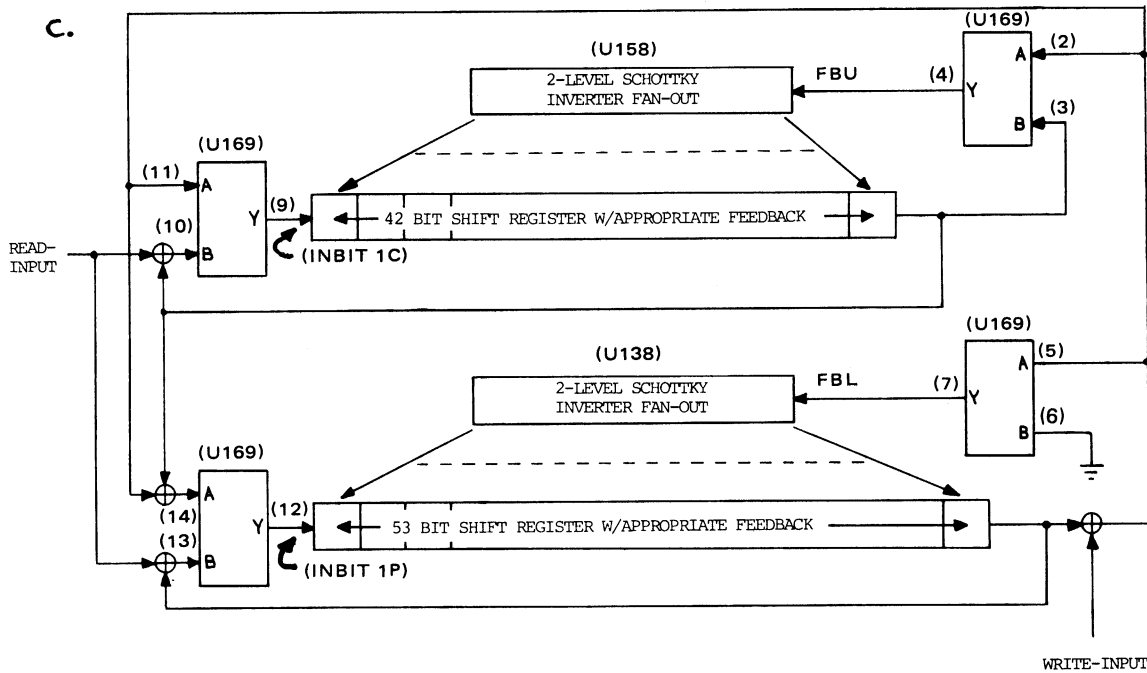 C.
(U158)
(U169)
2-LEVEL SCHOTTKY
INVERTER FAN-OUT
FBU
(4)
Y
A
(2)
B
(3)
(U169)
(11)
A
Y
(9)
(10)
B
42 BIT SHIFT REGISTER W/APPROPRIATE FEEDBACK
(INBIT 1C)
READ-
INPUT
(U138)
(U169)
2-LEVEL SCHOTTKY
INVERTER FAN-OUT
FBL
(7)
Y
A
(5)
B
(6)
(U169)
A
(14)
Y
(12)
(13)
B
53 BIT SHIFT REGISTER W/APPROPRIATE FEEDBACK
(INBIT 1P)
WRITE-INPUT